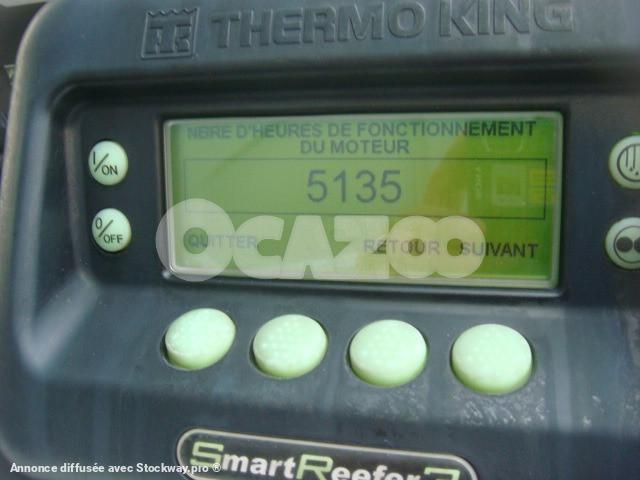 THERMO KING
NBRE D'HEURES DE FONCTIONNEMENT
DU MOTEUR
I/ON
5135
O/OFF
QUITTER RETOUR SUIVANT
OCAZOO
SmartReefer
Annonce diffusée avec Stockway.pro ®